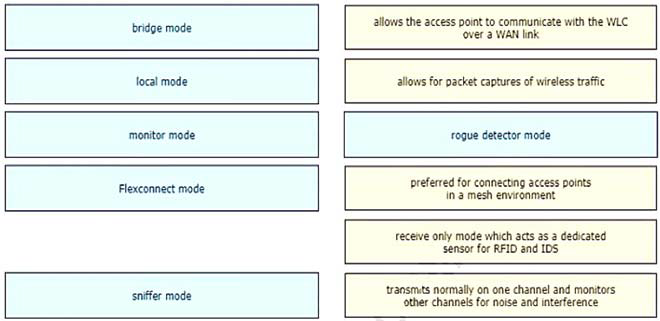 bridge mode
allows the access point to communicate with the WLC
over a WAN link
local mode
allows for packet captures of wireless traffic
monitor mode
rogue detector mode
Flexconnect mode
preferred for connecting access points
in a mesh environment
receive only mode which acts as a dedicated
sensor for RFID and IDS
sniffer mode
transmits normally on one channel and monitors
other channels for noise and interference